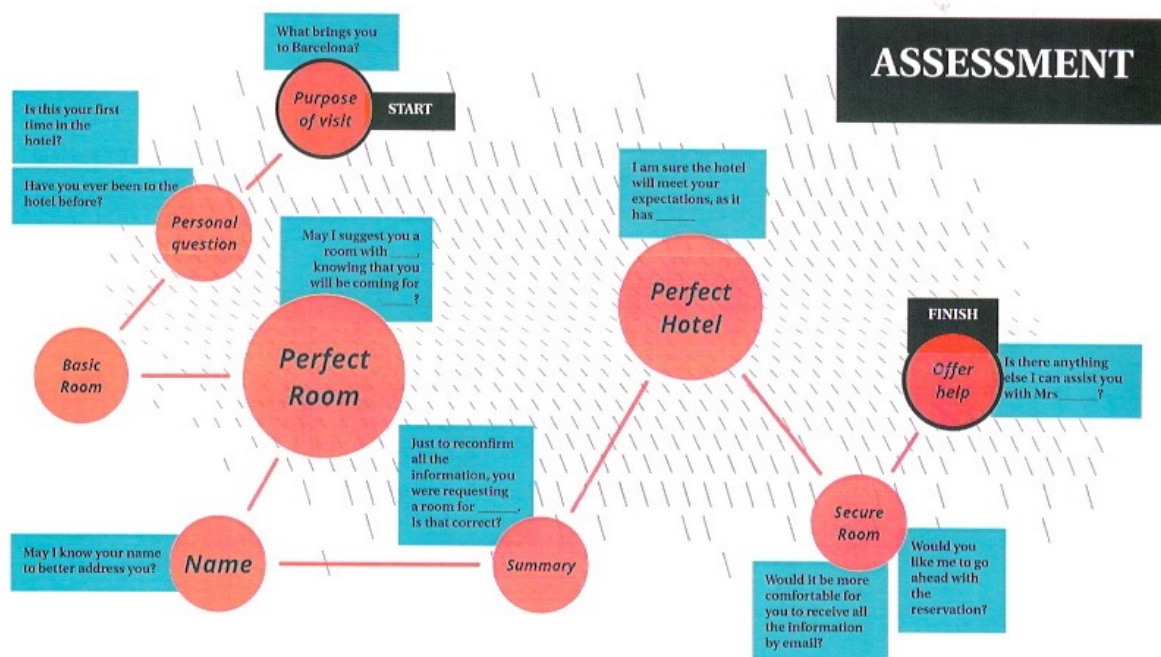 ASSESSMENT
What brings you
to Barcelona?
Purpose
of visit
START
Is this your first
time in the
hotel?
Have you ever been to the
hotel before?
Personal
question
Basic
Room
May I suggest you a
room with ____,
knowing that you
will be coming for
_____?
Perfect
Room
May I know your name
to better address you?
Name
Just to reconfirm
all the
information, you
were requesting
a room for ______.
Is that correct?
Summary
I am sure the hotel
will meet your
expectations, as it
has ______
Perfect
Hotel
Secure
Room
Would it be more
comfortable for
you to receive all
the information
by email?
Would you
like me to go
ahead with
the
reservation?
FINISH
Offer
help
Is there anything
else I can assist you
with Mrs______?